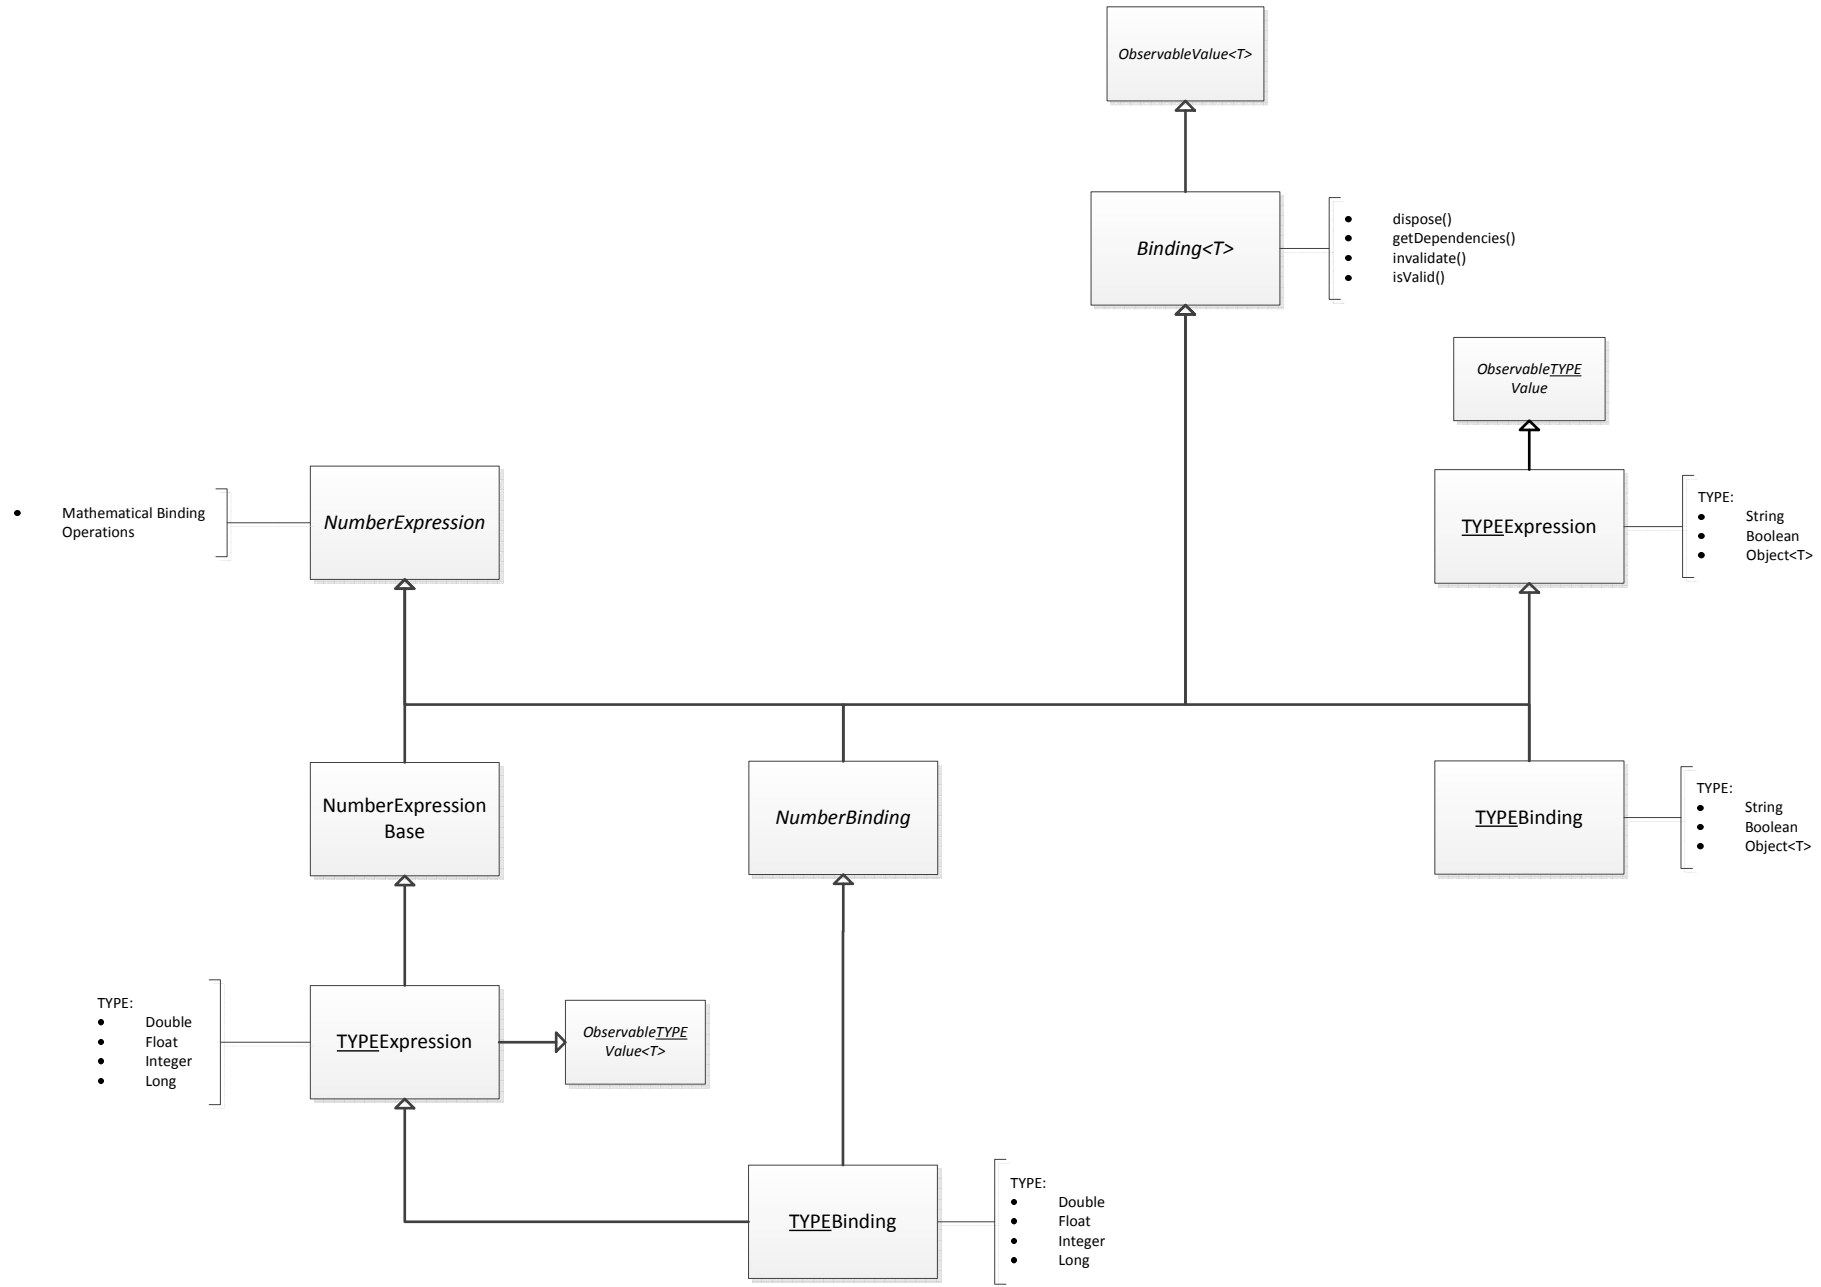 ObservableValue<T>
Binding<T>
• dispose()
• getDependencies()
• invalidate()
• isValid()
ObservableTYPE
Value
• Mathematical Binding
Operations
NumberExpression
TYPEExpression
TYPE:
• String
• Boolean
• Object<T>
NumberExpression
Base
NumberBinding
TYPEBinding
TYPE:
• String
• Boolean
• Object<T>
TYPE:
• Double
• Float
• Integer
• Long
TYPEExpression
ObservableTYPE
Value<T>
TYPEBinding
TYPE:
• Double
• Float
• Integer
• Long